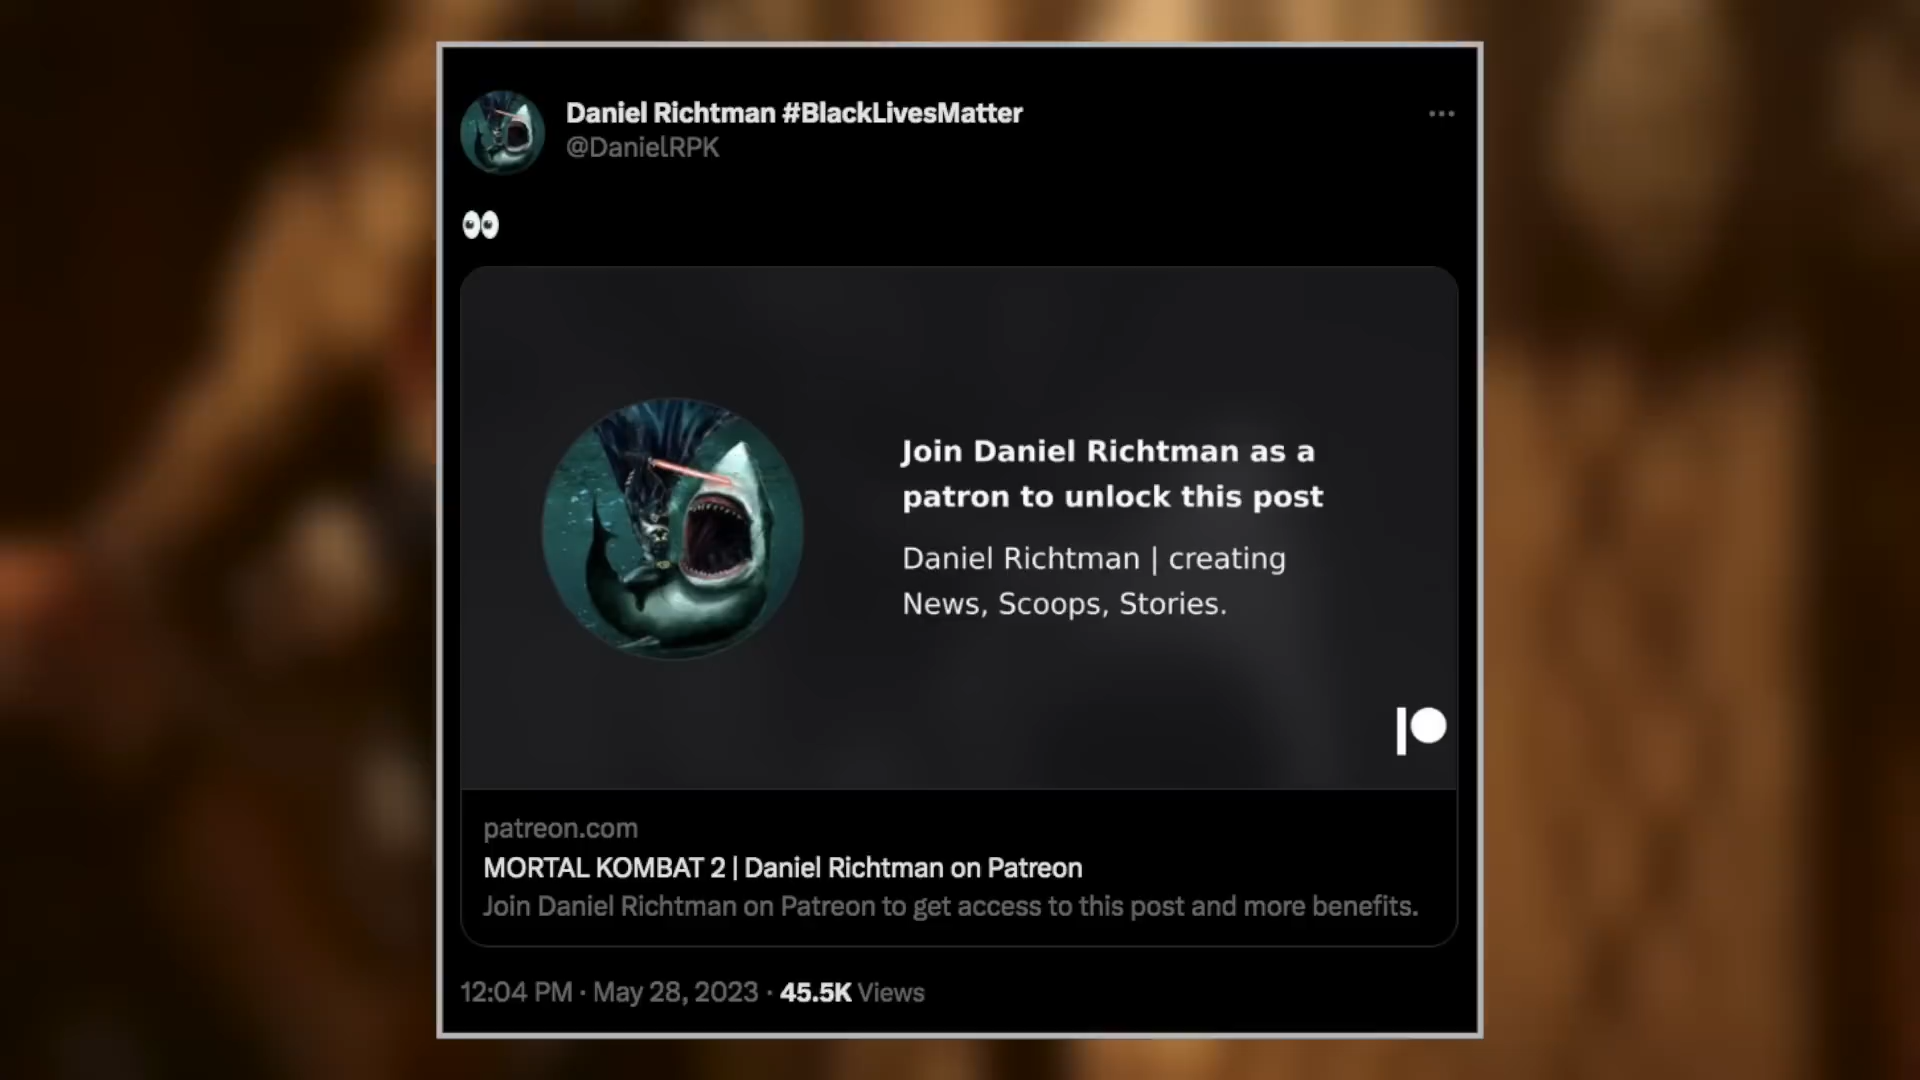 Daniel Richtman #BlackLivesMatter
@DanielRPK
👀
Join Daniel Richtman as a
patron to unlock this post
Daniel Richtman | creating
News, Scoops, Stories.
patreon.com
MORTAL KOMBAT 2 | Daniel Richtman on Patreon
Join Daniel Richtman on Patreon to get access to this post and more benefits.
12:04 PM · May 28, 2023 · 45.5K Views